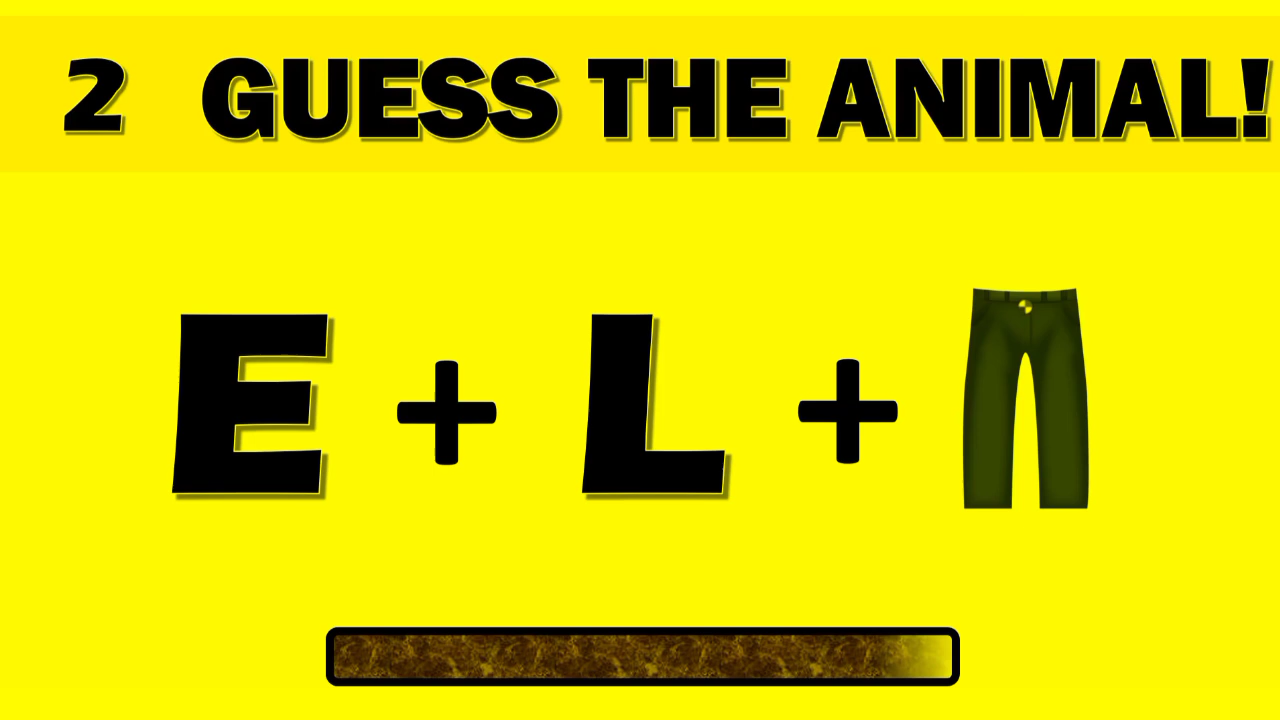 2 GUESS THE ANIMAL!
E + L +